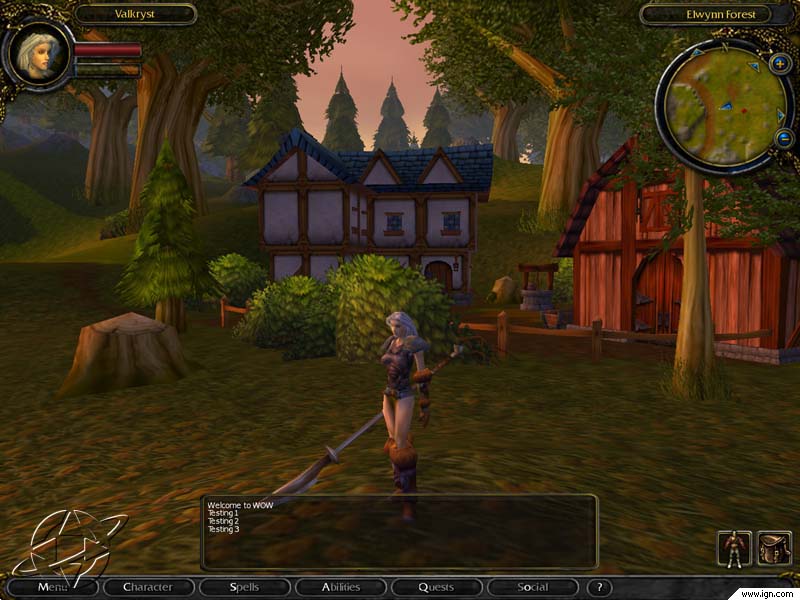 Valkryst
Elwynn Forest
N
Welcome to WOW
Testing 1
Testing 2
Testing 3
Menu
Character
Spells
Abilities
Quests
Social
?
www.ign.com